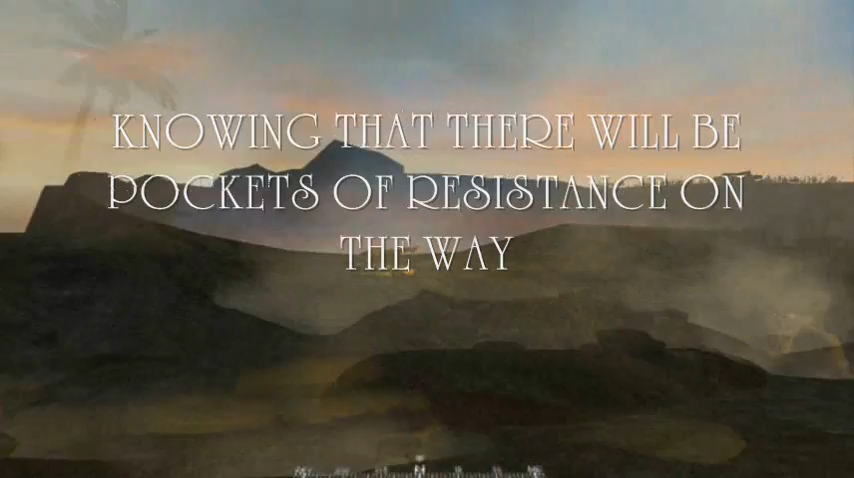 KNOWING THAT THERE WILL BE
POCKETS OF RESISTANCE ON
THE WAY